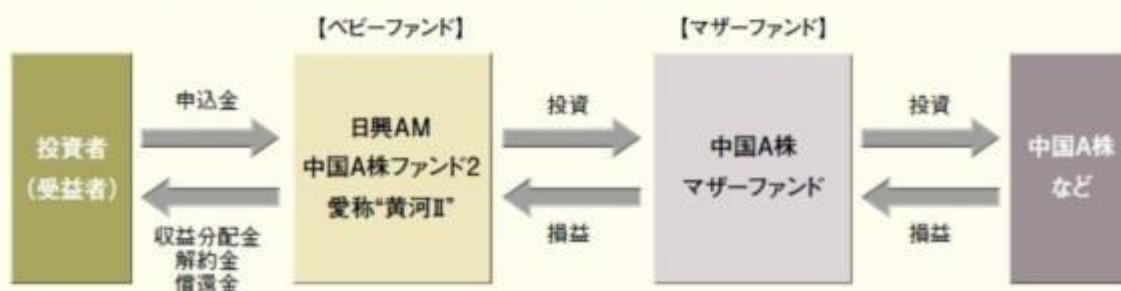 【ベビーファンド】
【マザーファンド】
投資者
(受益者)
申込金
収益分配金
解約金
償還金
日興AM
中国A株ファンド2
愛称“黄河Ⅱ”
投資
損益
中国A株
マザーファンド
投資
損益
中国A株
など